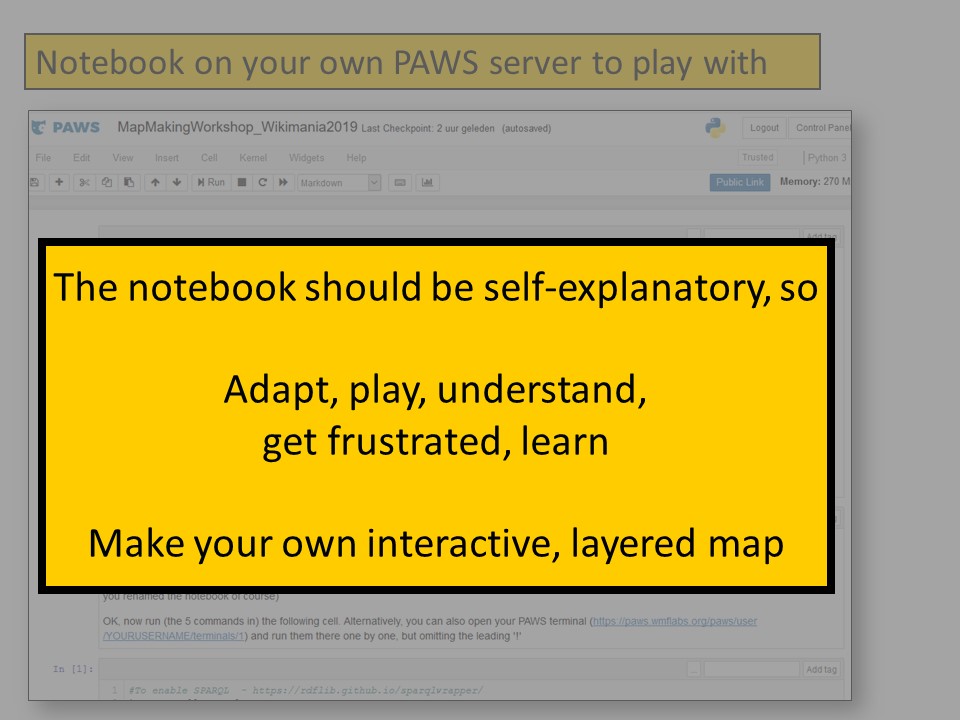 Notebook on your own PAWS server to play with
PAWS MapMakingWorkshop_Wikimania2019 Last Checkpoint: 2 uur geleden (autosaved) Logout Control Panel
File Edit View Insert Cell Kernel Widgets Help Trusted Python 3
Run Markdown Public Link Memory: 270 M
... Add tag
The notebook should be self-explanatory, so
Adapt, play, understand,
get frustrated, learn
Make your own interactive, layered map
you renamed the notebook of course)
OK, now run (the 5 commands in) the following cell. Alternatively, you can also open your PAWS terminal (https://paws.wmflabs.org/paws/user
/YOURUSERNAME/terminals/1) and run them there one by one, but omitting the leading '!'
In [1]: ... Add tag
1 #To enable SPARQL - https://rdflib.github.io/sparqlwrapper/